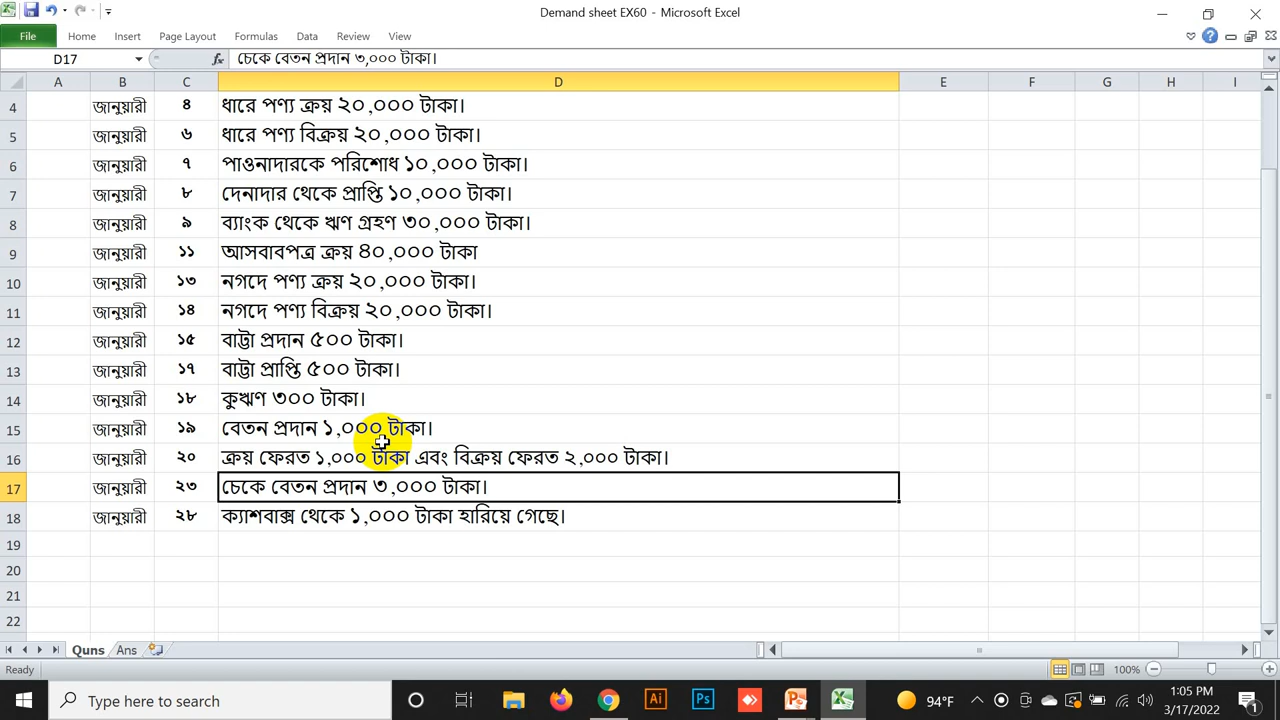 Demand sheet EX60 - Microsoft Excel
File Home Insert Page Layout Formulas Data Review View
D17 fx চেকে বেতন প্রদান ৩,০০০ টাকা।
A B C D E F G H I
4 জানুয়ারী ৪ ধারে পণ্য ক্রয় ২০,০০০ টাকা।
5 জানুয়ারী ৬ ধারে পণ্য বিক্রয় ২০,০০০ টাকা।
6 জানুয়ারী ৭ পাওনাদারকে পরিশোধ ১০,০০০ টাকা।
7 জানুয়ারী ৮ দেনাদার থেকে প্রাপ্তি ১০,০০০ টাকা।
8 জানুয়ারী ৯ ব্যাংক থেকে ঋণ গ্রহণ ৩০,০০০ টাকা।
9 জানুয়ারী ১১ আসবাবপত্র ক্রয় ৪০,০০০ টাকা
10 জানুয়ারী ১৩ নগদে পণ্য ক্রয় ২০,০০০ টাকা।
11 জানুয়ারী ১৪ নগদে পণ্য বিক্রয় ২০,০০০ টাকা।
12 জানুয়ারী ১৫ বাট্টা প্রদান ৫০০ টাকা।
13 জানুয়ারী ১৭ বাট্টা প্রাপ্তি ৫০০ টাকা।
14 জানুয়ারী ১৮ কুঋণ ৩০০ টাকা।
15 জানুয়ারী ১৯ বেতন প্রদান ১,০০০ টাকা।
16 জানুয়ারী ২০ ক্রয় ফেরত ১,০০০ টাকা এবং বিক্রয় ফেরত ২,০০০ টাকা।
17 জানুয়ারী ২৩ চেকে বেতন প্রদান ৩,০০০ টাকা।
18 জানুয়ারী ২৮ ক্যাশবাক্স থেকে ১,০০০ টাকা হারিয়ে গেছে।
19
20
21
22
Quns Ans
Ready 100%
Type here to search Ai Ps 94°F 1:05 PM
3/17/2022 1